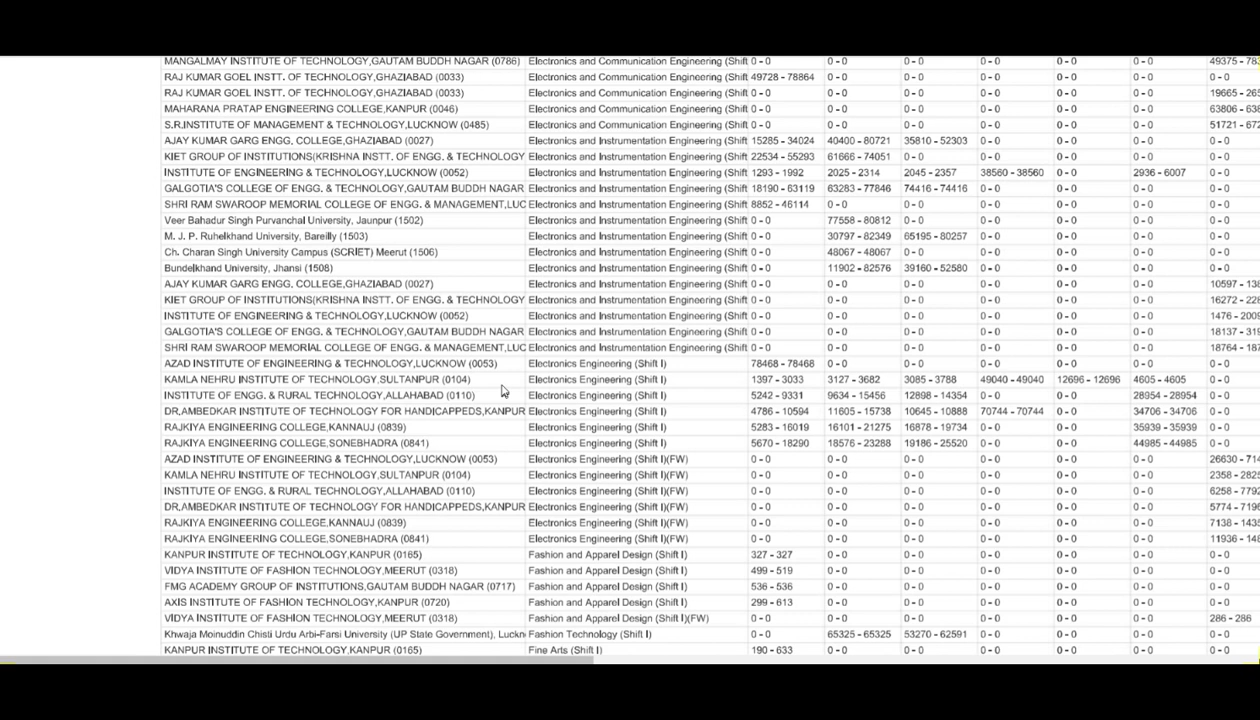 MANGALMAY INSTITUTE OF TECHNOLOGY,GAUTAM BUDDH NAGAR (0786) Electronics and Communication Engineering (Shift 0 - 0 0 - 0 0 - 0 0 - 0 0 - 0 0 - 0 49375 - 783
RAJ KUMAR GOEL INSTT. OF TECHNOLOGY,GHAZIABAD (0033) Electronics and Communication Engineering (Shift 49728 - 78864 0 - 0 0 - 0 0 - 0 0 - 0 0 - 0 0 - 0
RAJ KUMAR GOEL INSTT. OF TECHNOLOGY,GHAZIABAD (0033) Electronics and Communication Engineering (Shift 0 - 0 0 - 0 0 - 0 0 - 0 0 - 0 0 - 0 19665 - 265
MAHARANA PRATAP ENGINEERING COLLEGE,KANPUR (0046) Electronics and Communication Engineering (Shift 0 - 0 0 - 0 0 - 0 0 - 0 0 - 0 0 - 0 63806 - 638
S.R.INSTITUTE OF MANAGEMENT & TECHNOLOGY,LUCKNOW (0485) Electronics and Communication Engineering (Shift 0 - 0 0 - 0 0 - 0 0 - 0 0 - 0 0 - 0 51721 - 672
AJAY KUMAR GARG ENGG. COLLEGE,GHAZIABAD (0027) Electronics and Instrumentation Engineering (Shift 15285 - 34024 40400 - 80721 35810 - 52303 0 - 0 0 - 0 0 - 0 0 - 0
KIET GROUP OF INSTITUTIONS(KRISHNA INSTT. OF ENGG. & TECHNOLOGY Electronics and Instrumentation Engineering (Shift 22534 - 55293 61666 - 74051 0 - 0 0 - 0 0 - 0 0 - 0 0 - 0
INSTITUTE OF ENGINEERING & TECHNOLOGY,LUCKNOW (0052) Electronics and Instrumentation Engineering (Shift 1293 - 1992 2025 - 2314 2045 - 2357 38560 - 38560 0 - 0 2936 - 6007 0 - 0
GALGOTIA'S COLLEGE OF ENGG. & TECHNOLOGY,GAUTAM BUDDH NAGAR Electronics and Instrumentation Engineering (Shift 18190 - 63119 63283 - 77846 74416 - 74416 0 - 0 0 - 0 0 - 0 0 - 0
SHRI RAM SWAROOP MEMORIAL COLLEGE OF ENGG. & MANAGEMENT,LUC Electronics and Instrumentation Engineering (Shift 8852 - 46114 0 - 0 0 - 0 0 - 0 0 - 0 0 - 0 0 - 0
Veer Bahadur Singh Purvanchal University, Jaunpur (1502) Electronics and Instrumentation Engineering (Shift 0 - 0 77558 - 80812 0 - 0 0 - 0 0 - 0 0 - 0 0 - 0
M. J. P. Ruhelkhand University, Bareilly (1503) Electronics and Instrumentation Engineering (Shift 0 - 0 30797 - 82349 65195 - 80257 0 - 0 0 - 0 0 - 0 0 - 0
Ch. Charan Singh University Campus (SCRIET) Meerut (1506) Electronics and Instrumentation Engineering (Shift 0 - 0 48067 - 48067 0 - 0 0 - 0 0 - 0 0 - 0 0 - 0
Bundelkhand University, Jhansi (1508) Electronics and Instrumentation Engineering (Shift 0 - 0 11902 - 82576 39160 - 52580 0 - 0 0 - 0 0 - 0 0 - 0
AJAY KUMAR GARG ENGG. COLLEGE,GHAZIABAD (0027) Electronics and Instrumentation Engineering (Shift 0 - 0 0 - 0 0 - 0 0 - 0 0 - 0 0 - 0 10597 - 138
KIET GROUP OF INSTITUTIONS(KRISHNA INSTT. OF ENGG. & TECHNOLOGY Electronics and Instrumentation Engineering (Shift 0 - 0 0 - 0 0 - 0 0 - 0 0 - 0 0 - 0 16272 - 228
INSTITUTE OF ENGINEERING & TECHNOLOGY,LUCKNOW (0052) Electronics and Instrumentation Engineering (Shift 0 - 0 0 - 0 0 - 0 0 - 0 0 - 0 0 - 0 1476 - 2009
GALGOTIA'S COLLEGE OF ENGG. & TECHNOLOGY,GAUTAM BUDDH NAGAR Electronics and Instrumentation Engineering (Shift 0 - 0 0 - 0 0 - 0 0 - 0 0 - 0 0 - 0 18137 - 319
SHRI RAM SWAROOP MEMORIAL COLLEGE OF ENGG. & MANAGEMENT,LUC Electronics and Instrumentation Engineering (Shift 0 - 0 0 - 0 0 - 0 0 - 0 0 - 0 0 - 0 18764 - 187
AZAD INSTITUTE OF ENGINEERING & TECHNOLOGY,LUCKNOW (0053) Electronics Engineering (Shift I) 78468 - 78468 0 - 0 0 - 0 0 - 0 0 - 0 0 - 0 0 - 0
KAMLA NEHRU INSTITUTE OF TECHNOLOGY,SULTANPUR (0104) Electronics Engineering (Shift I) 1397 - 3033 3127 - 3682 3085 - 3788 49040 - 49040 12696 - 12696 4605 - 4605 0 - 0
INSTITUTE OF ENGG. & RURAL TECHNOLOGY,ALLAHABAD (0110) Electronics Engineering (Shift I) 5242 - 9331 9634 - 15456 12898 - 14354 0 - 0 0 - 0 28954 - 28954 0 - 0
DR.AMBEDKAR INSTITUTE OF TECHNOLOGY FOR HANDICAPPEDS,KANPUR Electronics Engineering (Shift I) 4786 - 10594 11605 - 15738 10645 - 10888 70744 - 70744 0 - 0 34706 - 34706 0 - 0
RAJKIYA ENGINEERING COLLEGE,KANNAUJ (0839) Electronics Engineering (Shift I) 5283 - 16019 16101 - 21275 16878 - 19734 0 - 0 0 - 0 35939 - 35939 0 - 0
RAJKIYA ENGINEERING COLLEGE,SONEBHADRA (0841) Electronics Engineering (Shift I) 5670 - 18290 18576 - 23288 19186 - 25520 0 - 0 0 - 0 44985 - 44985 0 - 0
AZAD INSTITUTE OF ENGINEERING & TECHNOLOGY,LUCKNOW (0053) Electronics Engineering (Shift I)(FW) 0 - 0 0 - 0 0 - 0 0 - 0 0 - 0 0 - 0 26630 - 714
KAMLA NEHRU INSTITUTE OF TECHNOLOGY,SULTANPUR (0104) Electronics Engineering (Shift I)(FW) 0 - 0 0 - 0 0 - 0 0 - 0 0 - 0 0 - 0 2358 - 2825
INSTITUTE OF ENGG. & RURAL TECHNOLOGY,ALLAHABAD (0110) Electronics Engineering (Shift I)(FW) 0 - 0 0 - 0 0 - 0 0 - 0 0 - 0 0 - 0 6258 - 7792
DR.AMBEDKAR INSTITUTE OF TECHNOLOGY FOR HANDICAPPEDS,KANPUR Electronics Engineering (Shift I)(FW) 0 - 0 0 - 0 0 - 0 0 - 0 0 - 0 0 - 0 5774 - 7196
RAJKIYA ENGINEERING COLLEGE,KANNAUJ (0839) Electronics Engineering (Shift I)(FW) 0 - 0 0 - 0 0 - 0 0 - 0 0 - 0 0 - 0 7138 - 1435
RAJKIYA ENGINEERING COLLEGE,SONEBHADRA (0841) Electronics Engineering (Shift I)(FW) 0 - 0 0 - 0 0 - 0 0 - 0 0 - 0 0 - 0 11936 - 148
KANPUR INSTITUTE OF TECHNOLOGY,KANPUR (0165) Fashion and Apparel Design (Shift I) 327 - 327 0 - 0 0 - 0 0 - 0 0 - 0 0 - 0 0 - 0
VIDYA INSTITUTE OF FASHION TECHNOLOGY,MEERUT (0318) Fashion and Apparel Design (Shift I) 499 - 519 0 - 0 0 - 0 0 - 0 0 - 0 0 - 0 0 - 0
FMG ACADEMY GROUP OF INSTITUTIONS,GAUTAM BUDDH NAGAR (0717) Fashion and Apparel Design (Shift I) 536 - 536 0 - 0 0 - 0 0 - 0 0 - 0 0 - 0 0 - 0
AXIS INSTITUTE OF FASHION TECHNOLOGY,KANPUR (0720) Fashion and Apparel Design (Shift I) 299 - 613 0 - 0 0 - 0 0 - 0 0 - 0 0 - 0 0 - 0
VIDYA INSTITUTE OF FASHION TECHNOLOGY,MEERUT (0318) Fashion and Apparel Design (Shift I)(FW) 0 - 0 0 - 0 0 - 0 0 - 0 0 - 0 0 - 0 286 - 286
Khwaja Moinuddin Chisti Urdu Arbi-Farsi University (UP State Government), Luckn Fashion Technology (Shift I) 0 - 0 65325 - 65325 53270 - 62591 0 - 0 0 - 0 0 - 0 0 - 0
KANPUR INSTITUTE OF TECHNOLOGY,KANPUR (0165) Fine Arts (Shift I) 190 - 633 0 - 0 0 - 0 0 - 0 0 - 0 0 - 0 0 - 0